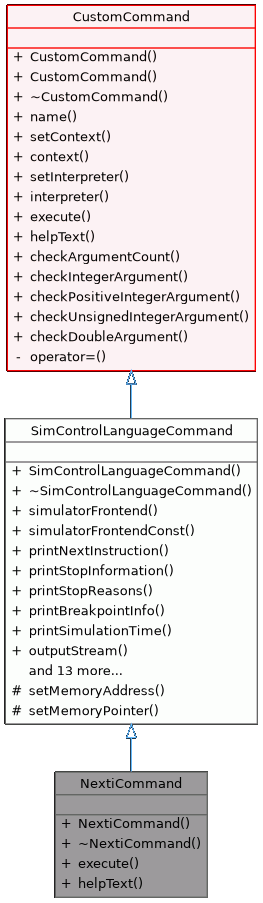 CustomCommand
+ CustomCommand()
+ CustomCommand()
+ ~CustomCommand()
+ name()
+ setContext()
+ context()
+ setInterpreter()
+ interpreter()
+ execute()
+ helpText()
+ checkArgumentCount()
+ checkIntegerArgument()
+ checkPositiveIntegerArgument()
+ checkUnsignedIntegerArgument()
+ checkDoubleArgument()
- operator=()
SimControlLanguageCommand
+ SimControlLanguageCommand()
+ ~SimControlLanguageCommand()
+ simulatorFrontend()
+ simulatorFrontendConst()
+ printNextInstruction()
+ printStopInformation()
+ printStopReasons()
+ printBreakpointInfo()
+ printSimulationTime()
+ outputStream()
and 13 more...
# setMemoryAddress()
# setMemoryPointer()
NextiCommand
+ NextiCommand()
+ ~NextiCommand()
+ execute()
+ helpText()